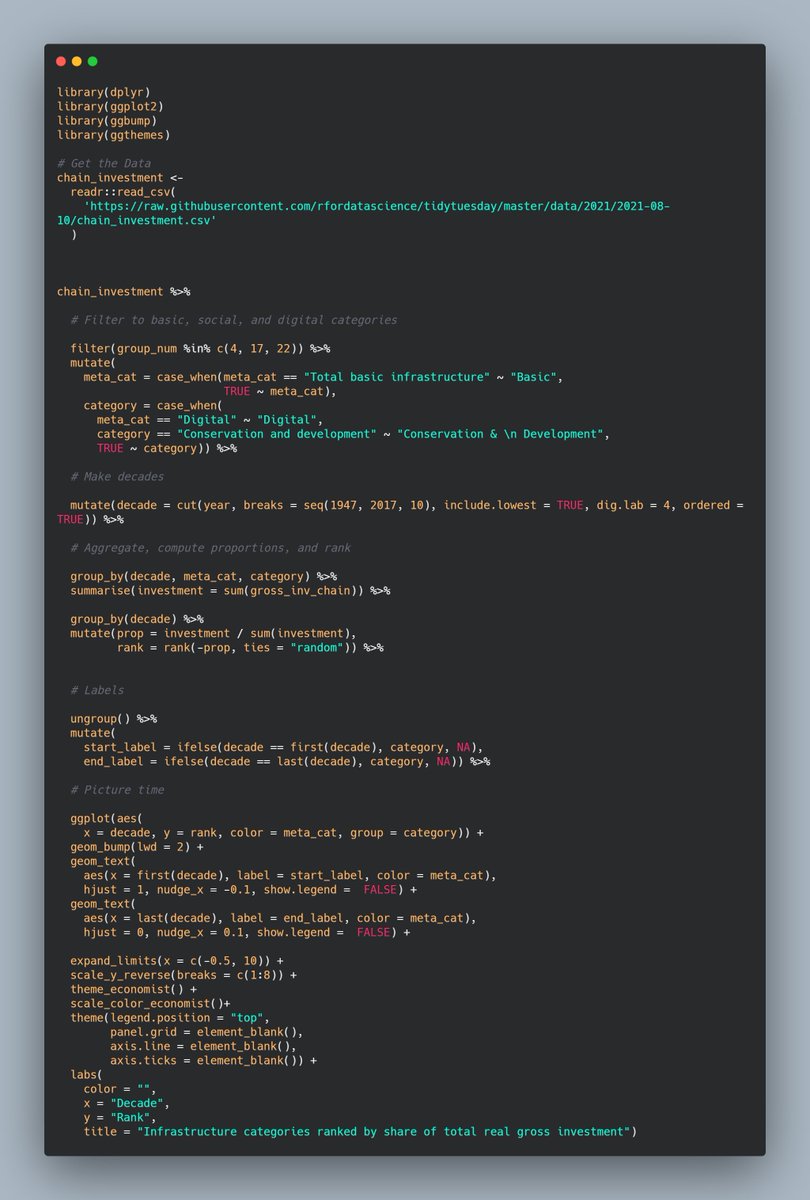 library(dplyr)
library(ggplot2)
library(ggbump)
library(ggthemes)
# Get the Data
chain_investment <-
  readr::read_csv(
    'https://raw.githubusercontent.com/rfordatascience/tidytuesday/master/data/2021/2021-08-
10/chain_investment.csv'
  )
chain_investment %>%
  # Filter to basic, social, and digital categories
  filter(group_num %in% c(4, 17, 22)) %>%
  mutate(
    meta_cat = case_when(meta_cat == "Total basic infrastructure" ~ "Basic",
                         TRUE ~ meta_cat),
    category = case_when(
      meta_cat == "Digital" ~ "Digital",
      category == "Conservation and development" ~ "Conservation & \n Development",
      TRUE ~ category)) %>%
  # Make decades
  mutate(decade = cut(year, breaks = seq(1947, 2017, 10), include.lowest = TRUE, dig.lab = 4, ordered =
TRUE)) %>%
  # Aggregate, compute proportions, and rank
  group_by(decade, meta_cat, category) %>%
  summarise(investment = sum(gross_inv_chain)) %>%
  group_by(decade) %>%
  mutate(prop = investment / sum(investment),
         rank = rank(-prop, ties = "random")) %>%
  # Labels
  ungroup() %>%
  mutate(
    start_label = ifelse(decade == first(decade), category, NA),
    end_label = ifelse(decade == last(decade), category, NA)) %>%
  # Picture time
  ggplot(aes(
    x = decade, y = rank, color = meta_cat, group = category)) +
  geom_bump(lwd = 2) +
  geom_text(
    aes(x = first(decade), label = start_label, color = meta_cat),
    hjust = 1, nudge_x = -0.1, show.legend =  FALSE) +
  geom_text(
    aes(x = last(decade), label = end_label, color = meta_cat),
    hjust = 0, nudge_x = 0.1, show.legend =  FALSE) +
  expand_limits(x = c(-0.5, 10)) +
  scale_y_reverse(breaks = c(1:8)) +
  theme_economist() +
  scale_color_economist()+
  theme(legend.position = "top",
        panel.grid = element_blank(),
        axis.line = element_blank(),
        axis.ticks = element_blank()) +
  labs(
    color = "",
    x = "Decade",
    y = "Rank",
    title = "Infrastructure categories ranked by share of total real gross investment")